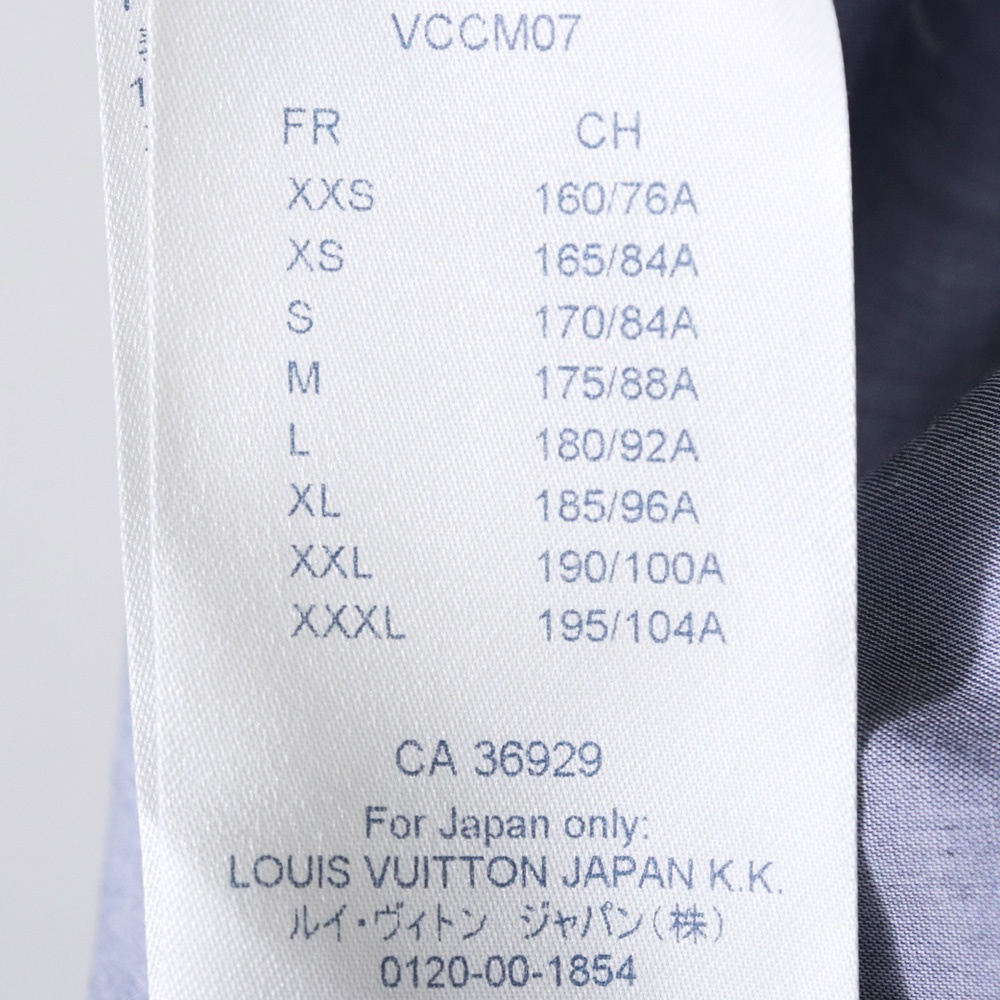 VCCM07
FR CH
XXS 160/76A
XS 165/84A
S 170/84A
M 175/88A
L 180/92A
XL 185/96A
XXL 190/100A
XXXL 195/104A
CA 36929
For Japan only:
LOUIS VUITTON JAPAN K.K.
ルイ・ヴィトン ジャパン(株)
0120-00-1854